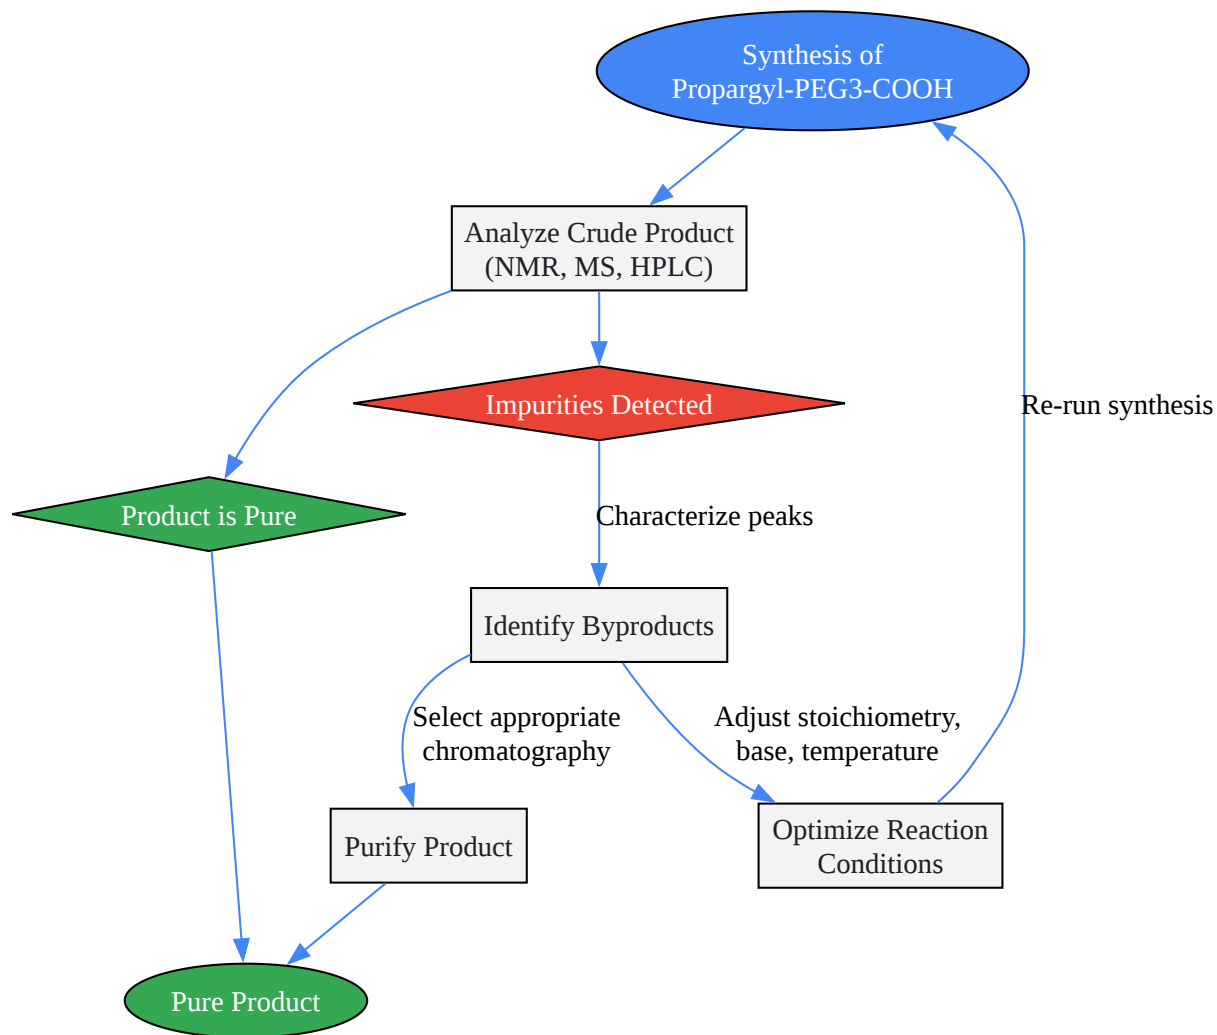 Synthesis of
Propargyl-PEG3-COOH
Analyze Crude Product
(NMR, MS, HPLC)
Impurities Detected
Re-run synthesis
Product is Pure
Characterize peaks
Identify Byproducts
Select appropriate
chromatography
Adjust stoichiometry,
base, temperature
Purify Product
Optimize Reaction
Conditions
Pure Product